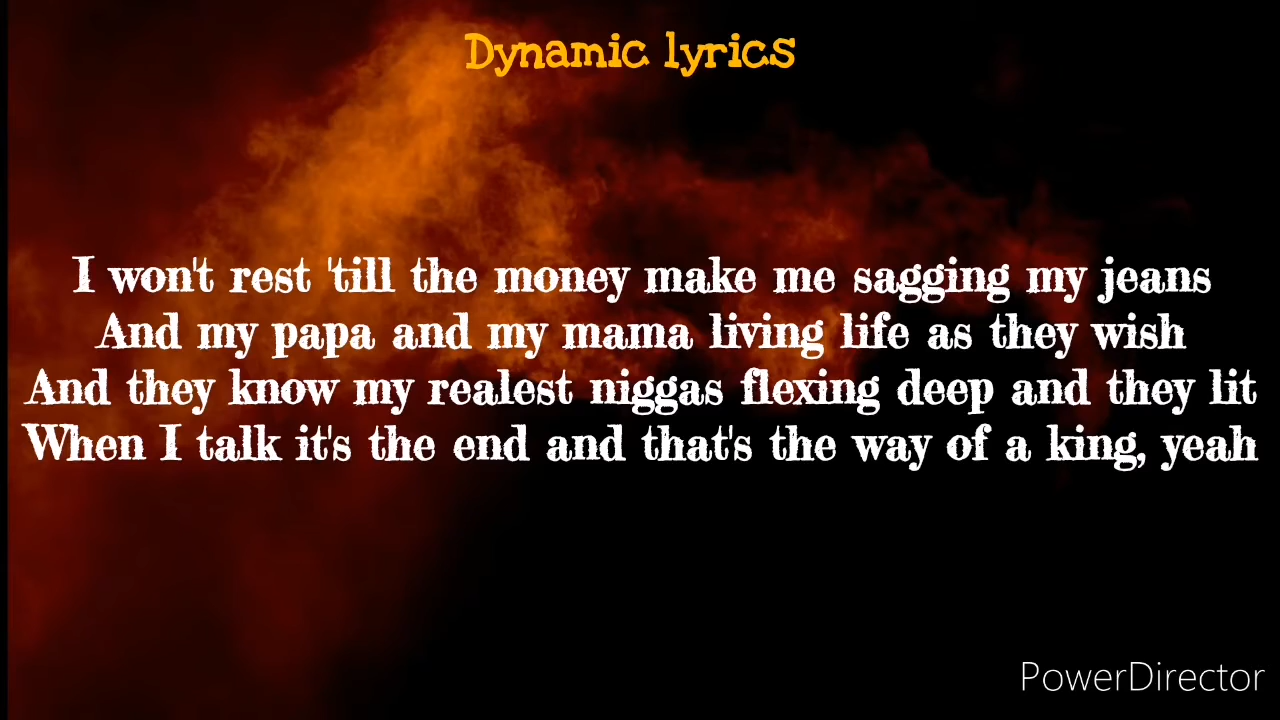 Dynamic lyrics
I won't rest 'till the money make me sagging my jeans
And my papa and my mama living life as they wish
And they know my realest niggas flexing deep and they lit
When I talk it's the end and that's the way of a king, yeah
PowerDirector